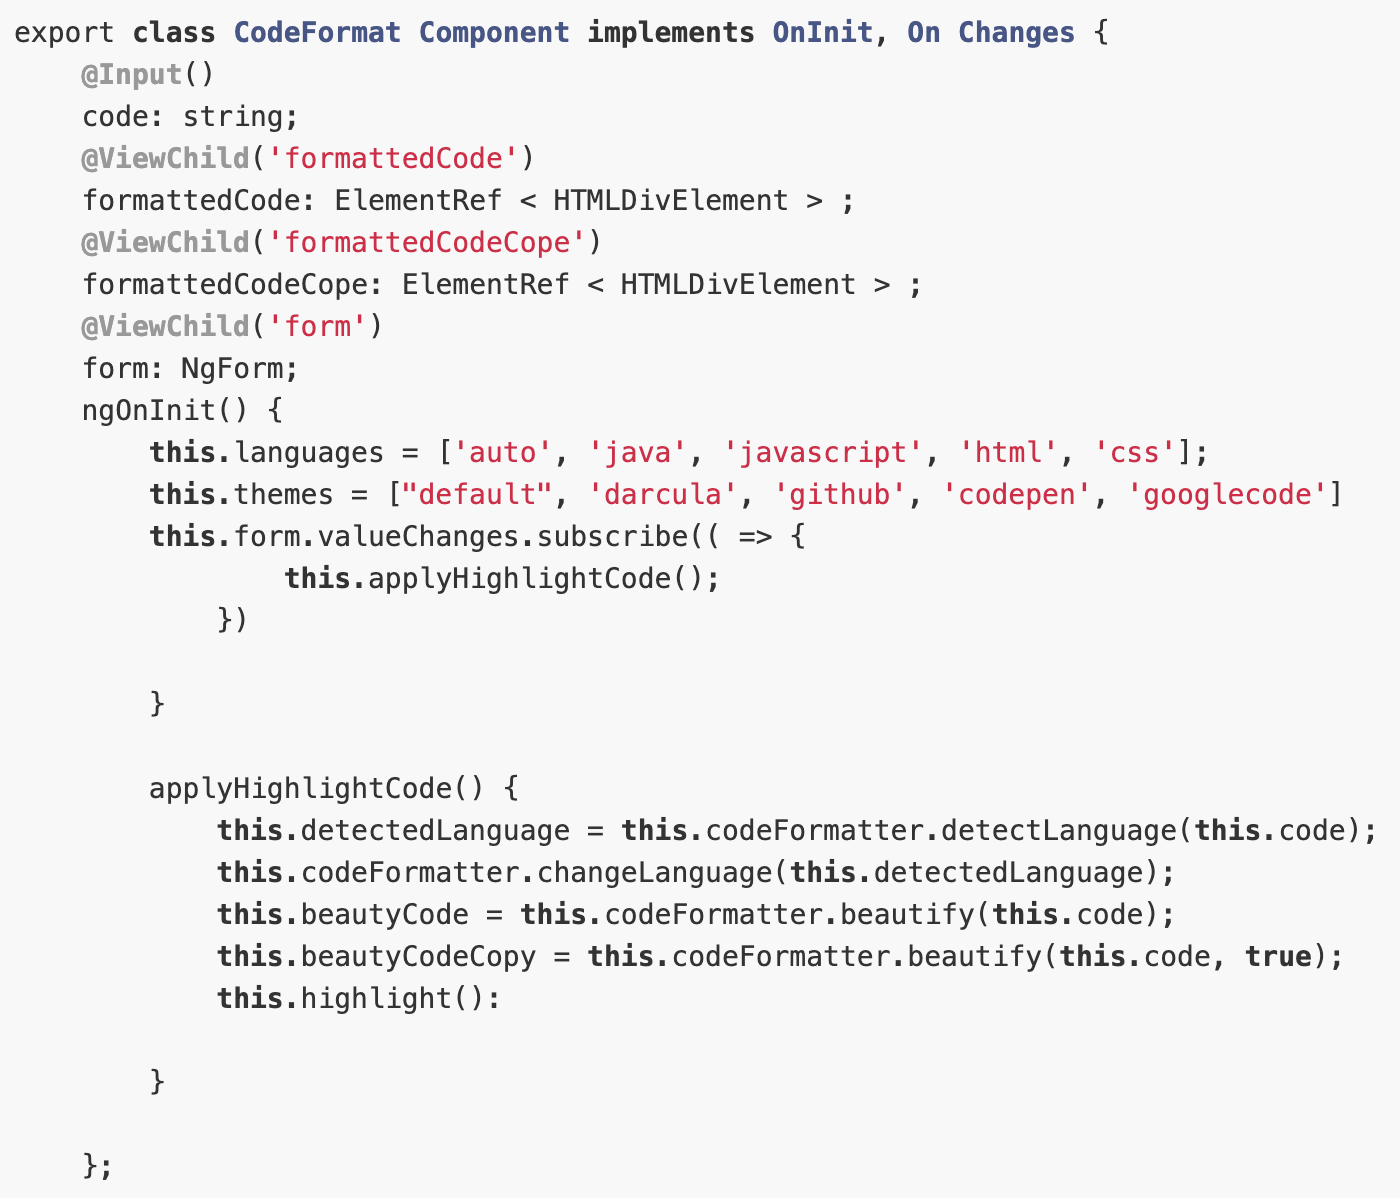 export class CodeFormat Component implements OnInit, On Changes {
    @Input()
    code: string;
    @ViewChild('formattedCode')
    formattedCode: ElementRef < HTMLDivElement > ;
    @ViewChild('formattedCodeCope')
    formattedCodeCope: ElementRef < HTMLDivElement > ;
    @ViewChild('form')
    form: NgForm;
    ngOnInit() {
        this.languages = ['auto', 'java', 'javascript', 'html', 'css'];
        this.themes = ["default", 'darcula', 'github', 'codepen', 'googlecode']
        this.form.valueChanges.subscribe(( => {
                this.applyHighlightCode();
            })

        }

        applyHighlightCode() {
            this.detectedLanguage = this.codeFormatter.detectLanguage(this.code);
            this.codeFormatter.changeLanguage(this.detectedLanguage);
            this.beautyCode = this.codeFormatter.beautify(this.code);
            this.beautyCodeCopy = this.codeFormatter.beautify(this.code, true);
            this.highlight():

        }

    };